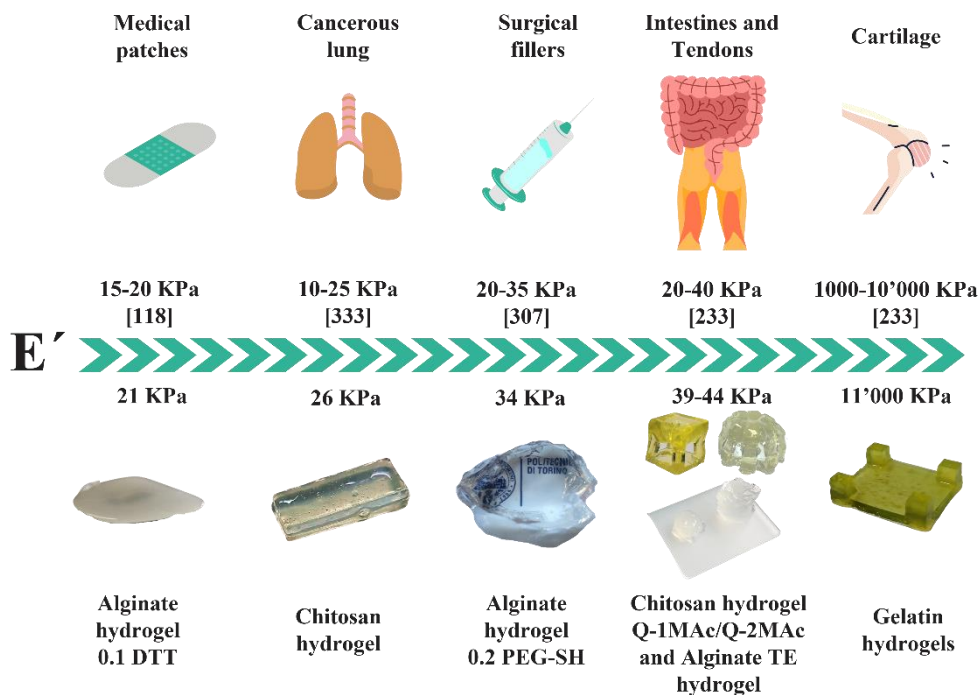 Medical
patches
Cancerous
lung
Surgical
fillers
Intestines and
Tendons
Cartilage
15-20 KPa
[118]
10-25 KPa
[333]
20-35 KPa
[307]
20-40 KPa
[233]
1000-10’000 KPa
[233]
E´
21 KPa
26 KPa
34 KPa
39-44 KPa
11’000 KPa
POLITECNIC
DI TORINO
Alginate
hydrogel
0.1 DTT
Chitosan
hydrogel
Alginate
hydrogel
0.2 PEG-SH
Chitosan hydrogel
Q-1MAc/Q-2MAc
and Alginate TE
hydrogel
Gelatin
hydrogels